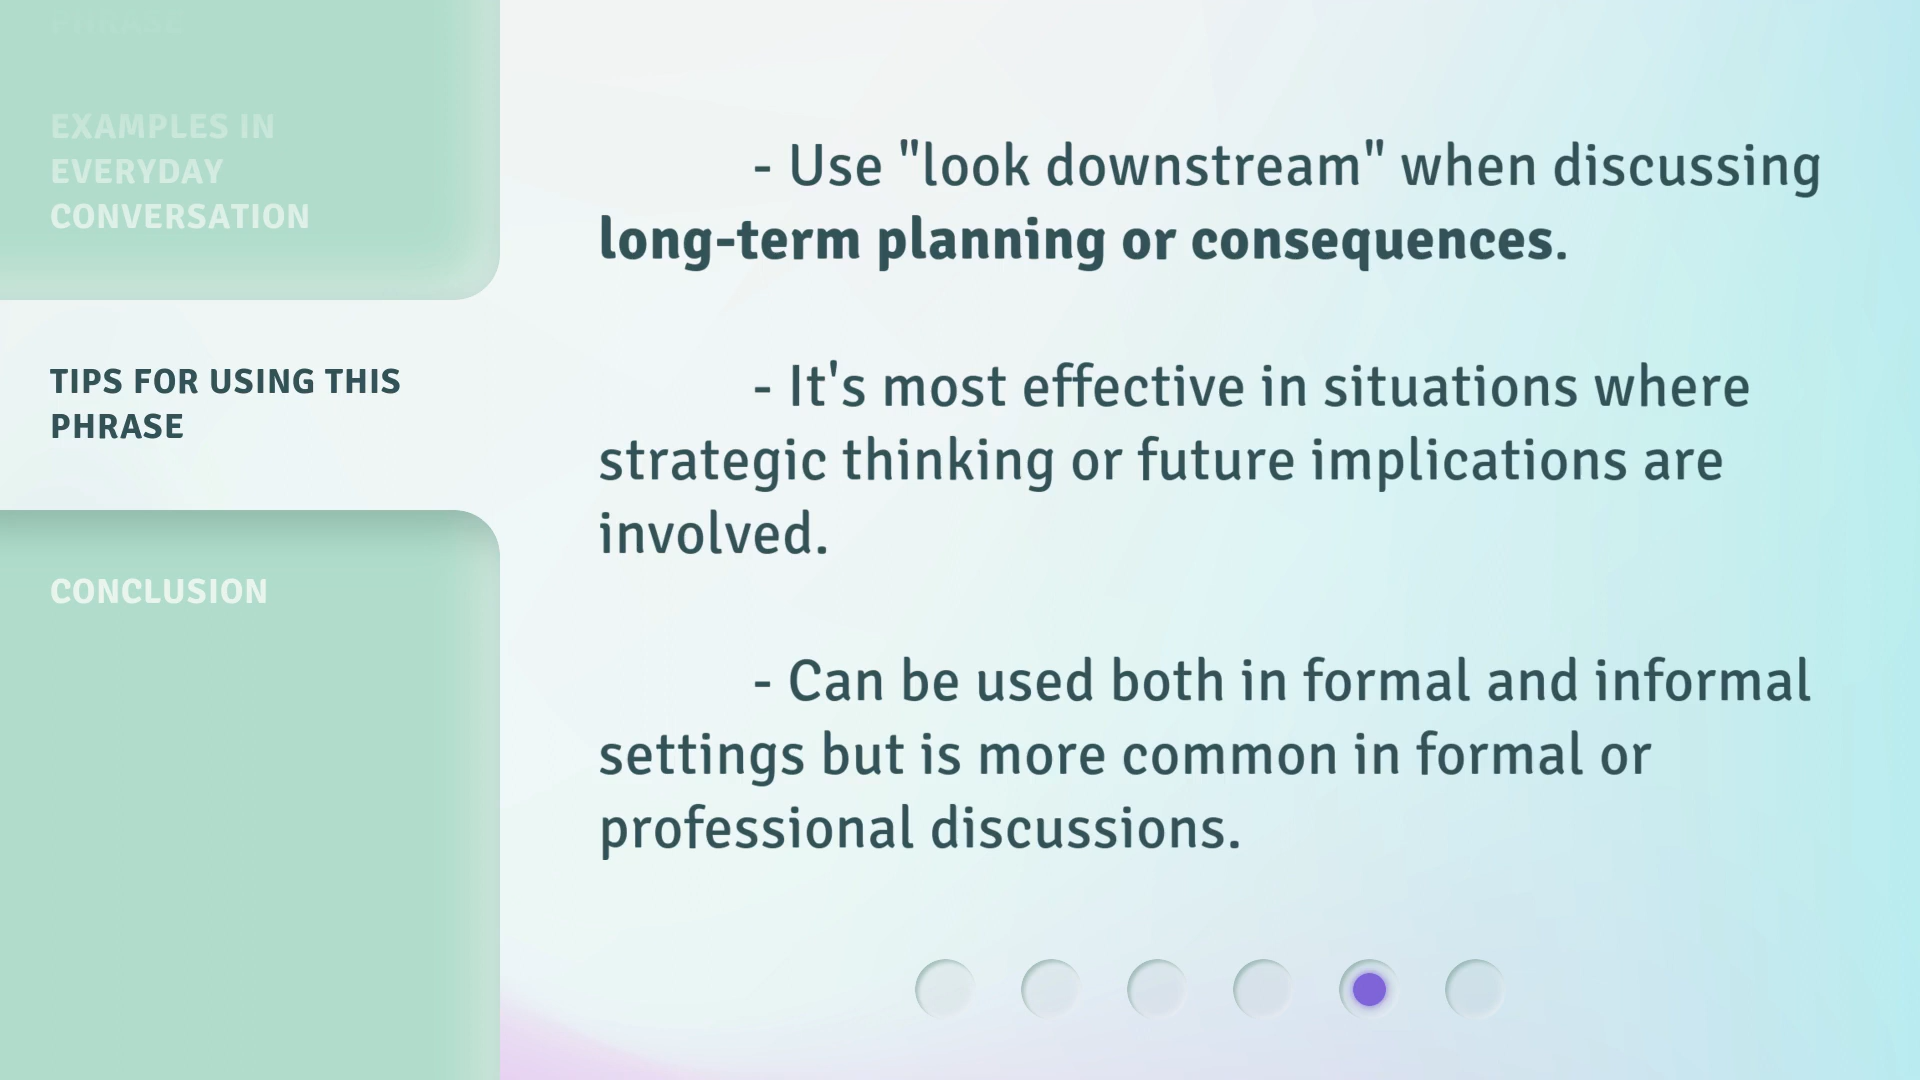 PHRASE
EXAMPLES IN
EVERYDAY
CONVERSATION
TIPS FOR USING THIS
PHRASE
CONCLUSION
- Use "look downstream" when discussing
long-term planning or consequences.
- It's most effective in situations where
strategic thinking or future implications are
involved.
- Can be used both in formal and informal
settings but is more common in formal or
professional discussions.